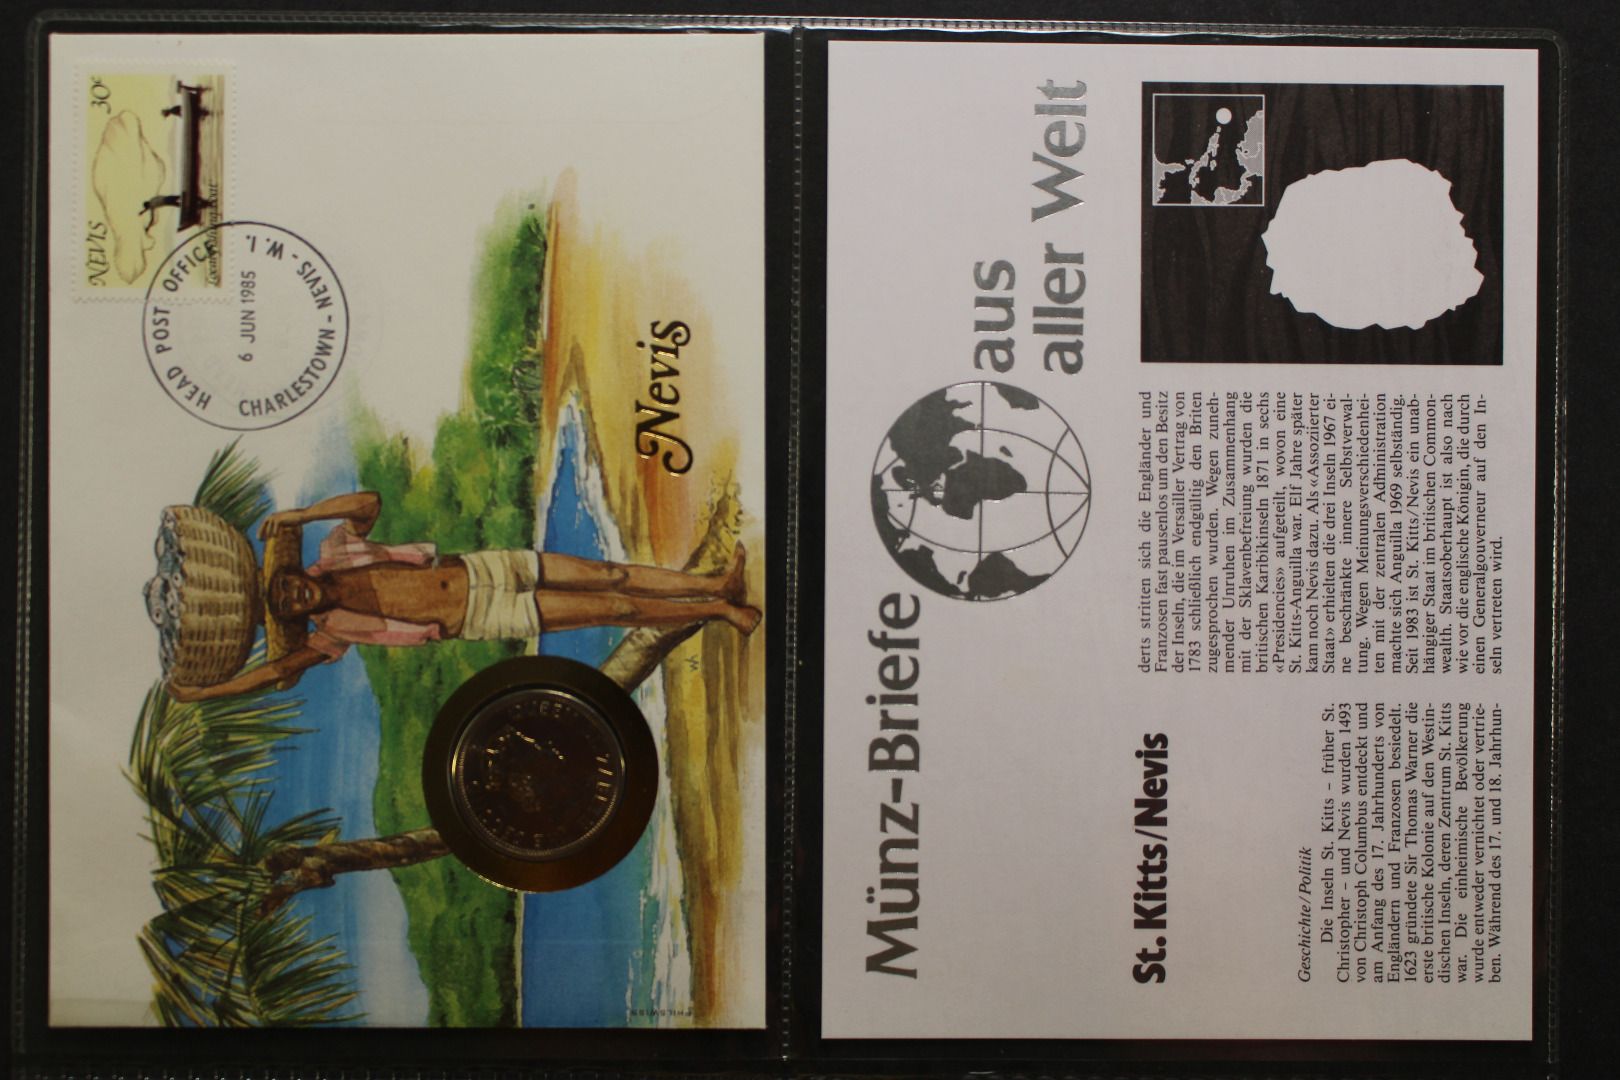 NEVIS 30c
HEAD POST OFFICE
6 JUN 1985
CHARLESTOWN - NEVIS - W. I.
Nevis
PHILSWISS
Münz-Briefe
aus
aller Welt
St. Kitts/Nevis
Geschichte/Politik
Die Inseln St. Kitts – früher St.
Christopher – und Nevis wurden 1493
von Christoph Columbus entdeckt und
am Anfang des 17. Jahrhunderts von
Engländern und Franzosen besiedelt.
1623 gründete Sir Thomas Warner die
erste britische Kolonie auf den Westin-
dischen Inseln, deren Zentrum St. Kitts
war. Die einheimische Bevölkerung
wurde entweder vernichtet oder vertrie-
ben. Während des 17. und 18. Jahrhun-
derts stritten sich die Engländer und
Franzosen fast pausenlos um den Besitz
der Inseln, die im Versailler Vertrag von
1783 schließlich endgültig den Briten
zugesprochen wurden. Wegen zuneh-
mender Unruhen im Zusammenhang
mit der Sklavenbefreiung wurden die
britischen Karibikinseln 1871 in sechs
«Presidencies» aufgeteilt, wovon eine
St. Kitts-Anguilla war. Elf Jahre später
kam noch Nevis dazu. Als «Assoziierter
Staat» erhielten die drei Inseln 1967 ei-
ne beschränkte innere Selbstverwal-
tung. Wegen Meinungsverschiedenhei-
ten mit der zentralen Adhministration
machte sich Anguilla 1969 selbständig.
Seit 1983 ist St. Kitts/Nevis ein unab-
hängiger Staat im britischen Common-
wealth. Staatsoberhaupt ist also nach
wie vor die englische Königin, die durch
einen Generalgouverneur auf den In-
seln vertreten wird.